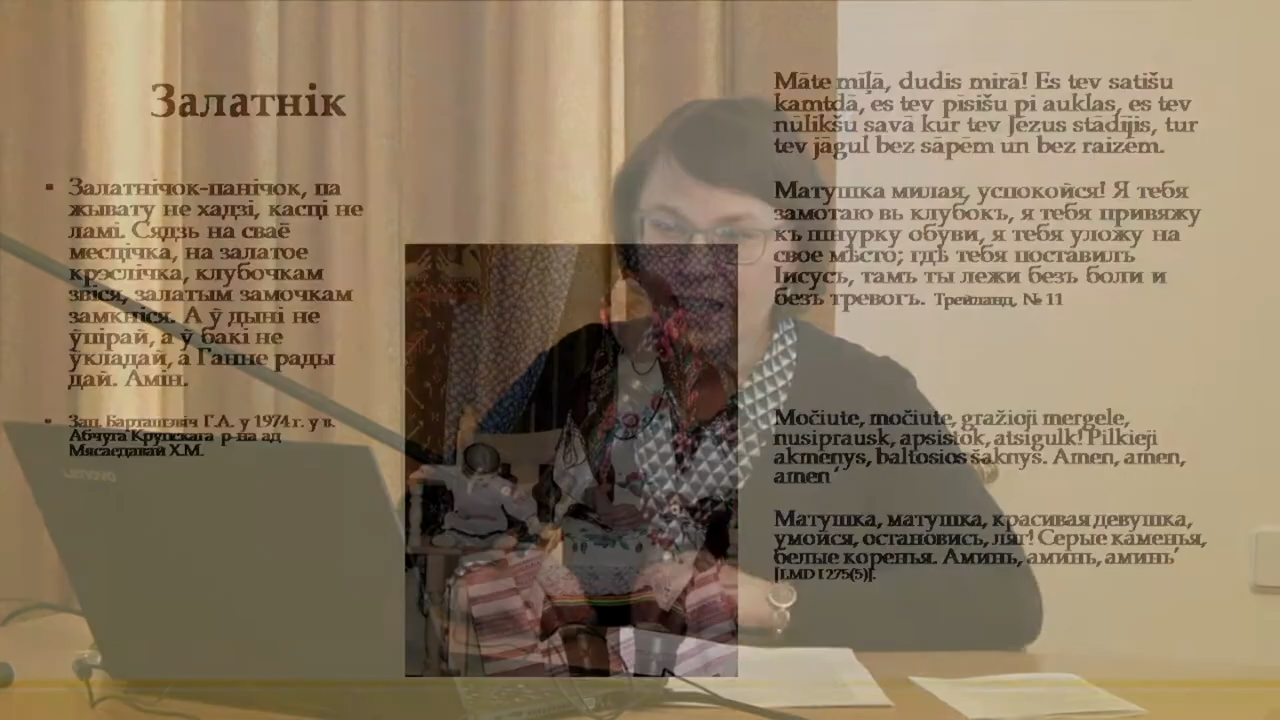 Залатнік
Залатнічок-панічок, па
жывату не хадзі, касці не
ламі. Сядзь на сваё
месцічка, на залатое
крэслічка, клубочкам
звіся, залатым замочкам
замкніся. А ў дыні не
ўпірай, а ў бакі не
ўкладай, а Ганне рады
дай. Амін.
Зап. Барташэвіч Г.А. у 1974 г. у в.
Абчуга Крупскага р-на ад
Мясаедавай Х.М.
Māte mīļā, dudis mirā! Es tev satišu
kamtdā, es tev pisišu pi auklas, es tev
nūlikšu savā kur tev Jēzus stādījis, tur
tev jāgul bez sāpēm un bez raizēm.
Матушка милая, успокойся! Я тебя
замотаю вь клубокъ, я тебя привяжу
къ шнурку обуви, я тебя уложу на
свое мѣсто; гдѣ тебя поставилъ
Іисусъ, тамъ ты лежи безъ боли и
безъ тревогъ. Трейланд, № 11
Močiute, močiute, gražioji mergele,
nusiprausk, apsistok, atsigulk! Pilkieji
akmenys, baltosios šaknys. Amen, amen,
amen
Матушка, матушка, красивая девушка,
умойся, остановись, ляг! Серые каменья,
белые коренья. Аминь, аминь, аминь
[LMD I 275(5)].